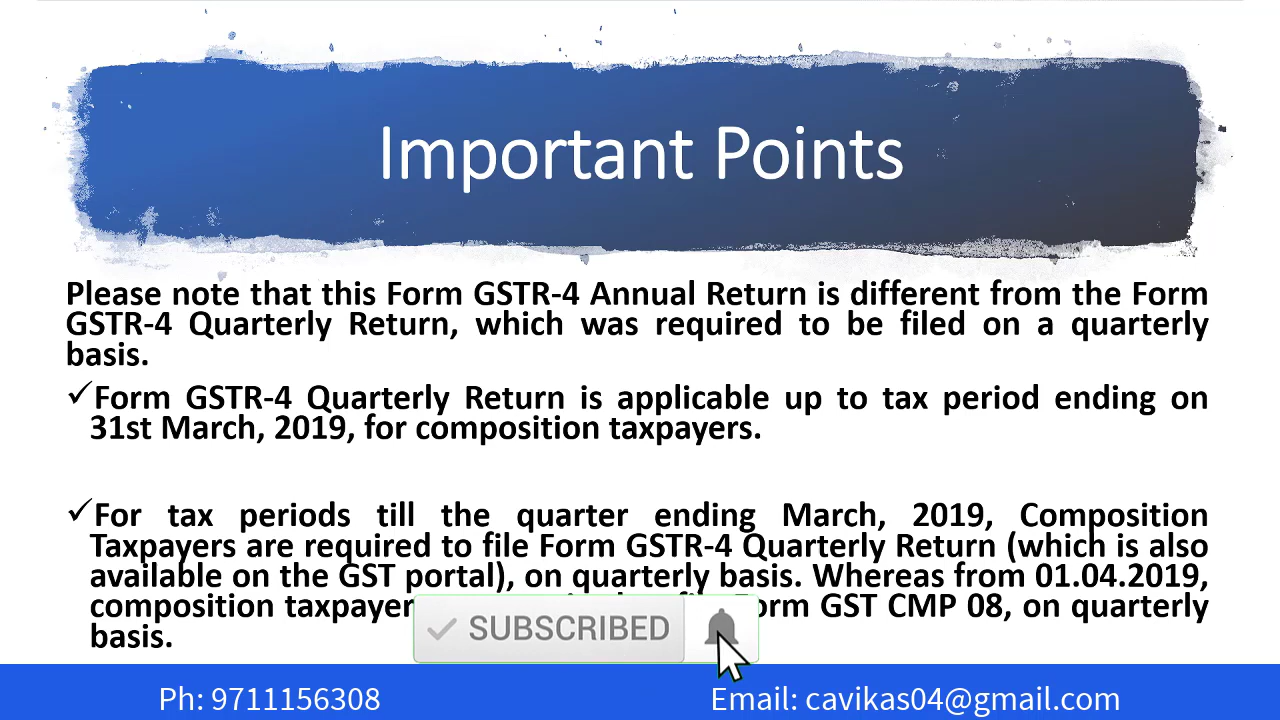 Important Points
Please note that this Form GSTR-4 Annual Return is different from the Form
GSTR-4 Quarterly Return, which was required to be filed on a quarterly
basis.
✓Form GSTR-4 Quarterly Return is applicable up to tax period ending on
31st March, 2019, for composition taxpayers.
✓For tax periods till the quarter ending March, 2019, Composition
Taxpayers are required to file Form GSTR-4 Quarterly Return (which is also
available on the GST portal), on quarterly basis. Whereas from 01.04.2019,
composition GST CMP 08, on quarterly
basis.
SUBSCRIBED
Ph: 9711156308
Email: cavikas04@gmail.com